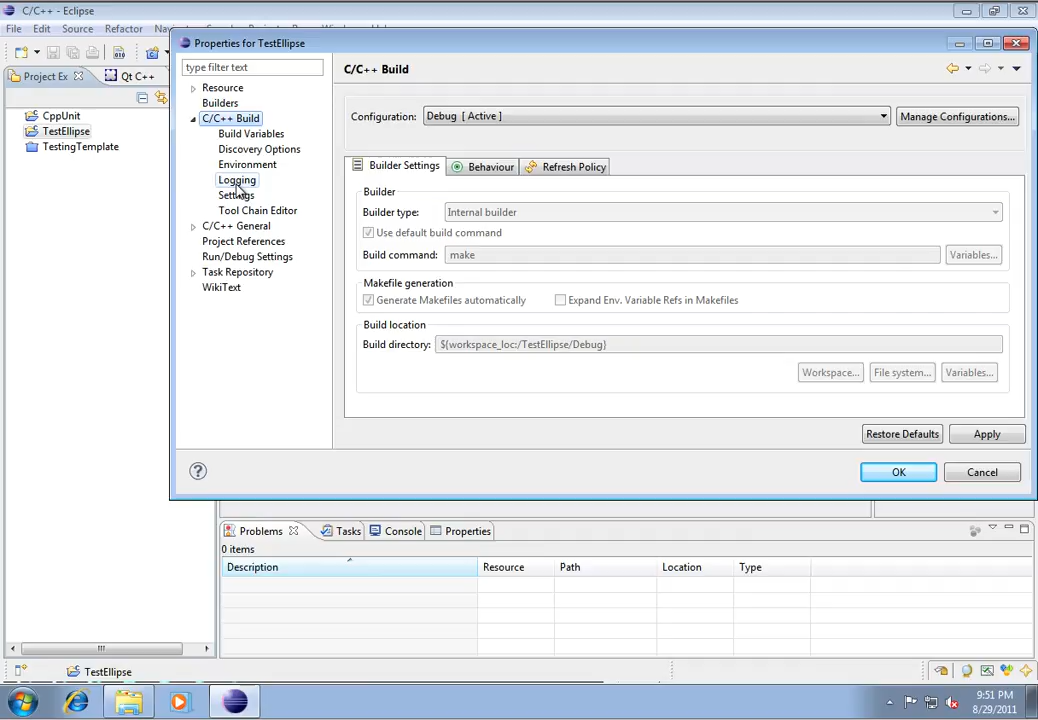 C/C++ - Eclipse
File Edit Source Refactor
Properties for TestEllipse
type filter text
C/C++ Build
Project Ex
Qt C++
Resource
Builders
C/C++ Build
Build Variables
Discovery Options
Environment
Logging
Settings
Tool Chain Editor
C/C++ General
Project References
Run/Debug Settings
Task Repository
WikiText
CppUnit
TestEllipse
TestingTemplate
Configuration: Debug [ Active ] Manage Configurations...
Builder Settings Behaviour Refresh Policy
Builder
Builder type: Internal builder
Use default build command
Build command: make Variables...
Makefile generation
Generate Makefiles automatically Expand Env. Variable Refs in Makefiles
Build location
Build directory: ${workspace_loc:/TestEllipse/Debug}
Workspace... File system... Variables...
Restore Defaults Apply
OK Cancel
Problems Tasks Console Properties
0 items
Description Resource Path Location Type
TestEllipse
9:51 PM
8/29/2011